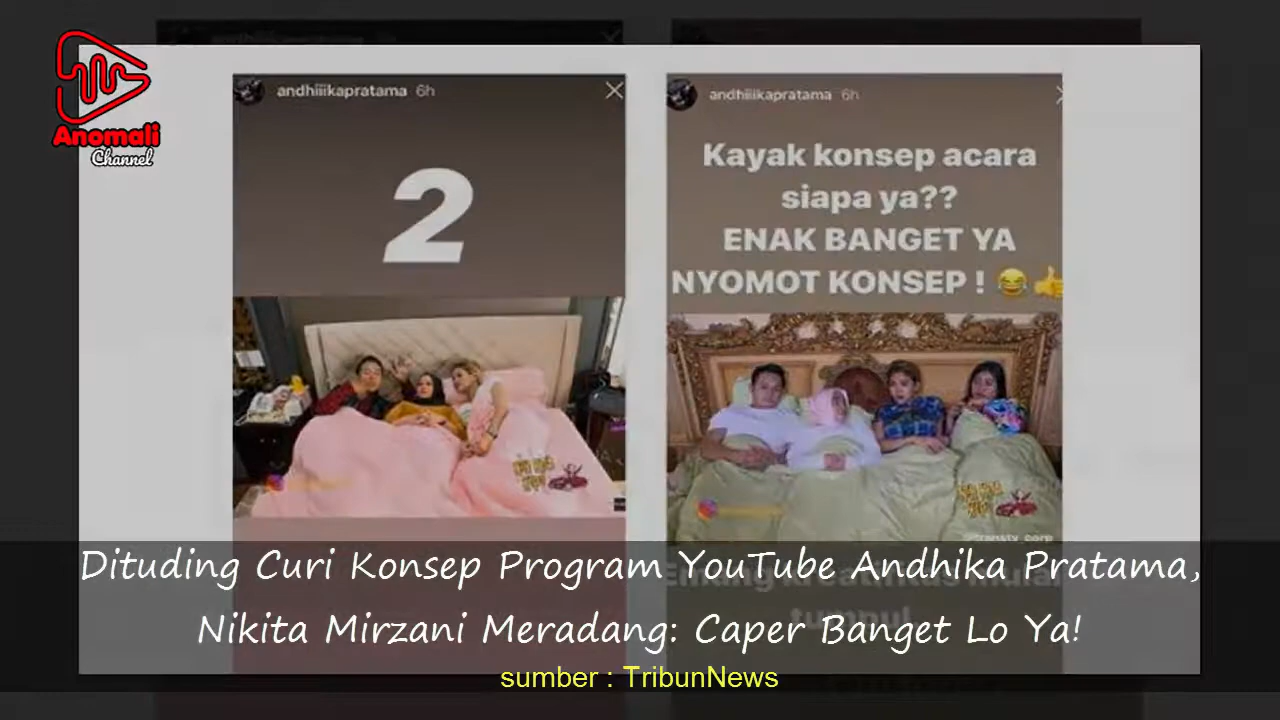 Anomali
Channel
andhiiikapratama 6h
2
andhiiikapratama 6h
Kayak konsep acara
siapa ya??
ENAK BANGET YA
NYOMOT KONSEP !
Dituding Curi Konsep Program YouTube Andhika Pratama,
Nikita Mirzani Meradang: Caper Banget Lo Ya!
sumber : TribunNews